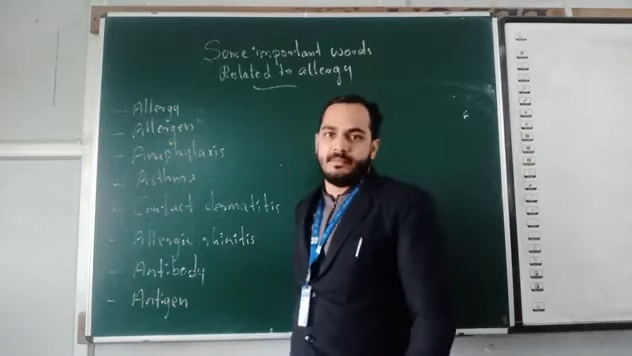 Some important words
Related to allergy
- Allergy
- Allergen
- Anaphylaxis
- Asthma
- Contact dermatitis
- Allergic rhinitis
- Antibody
- Antigen